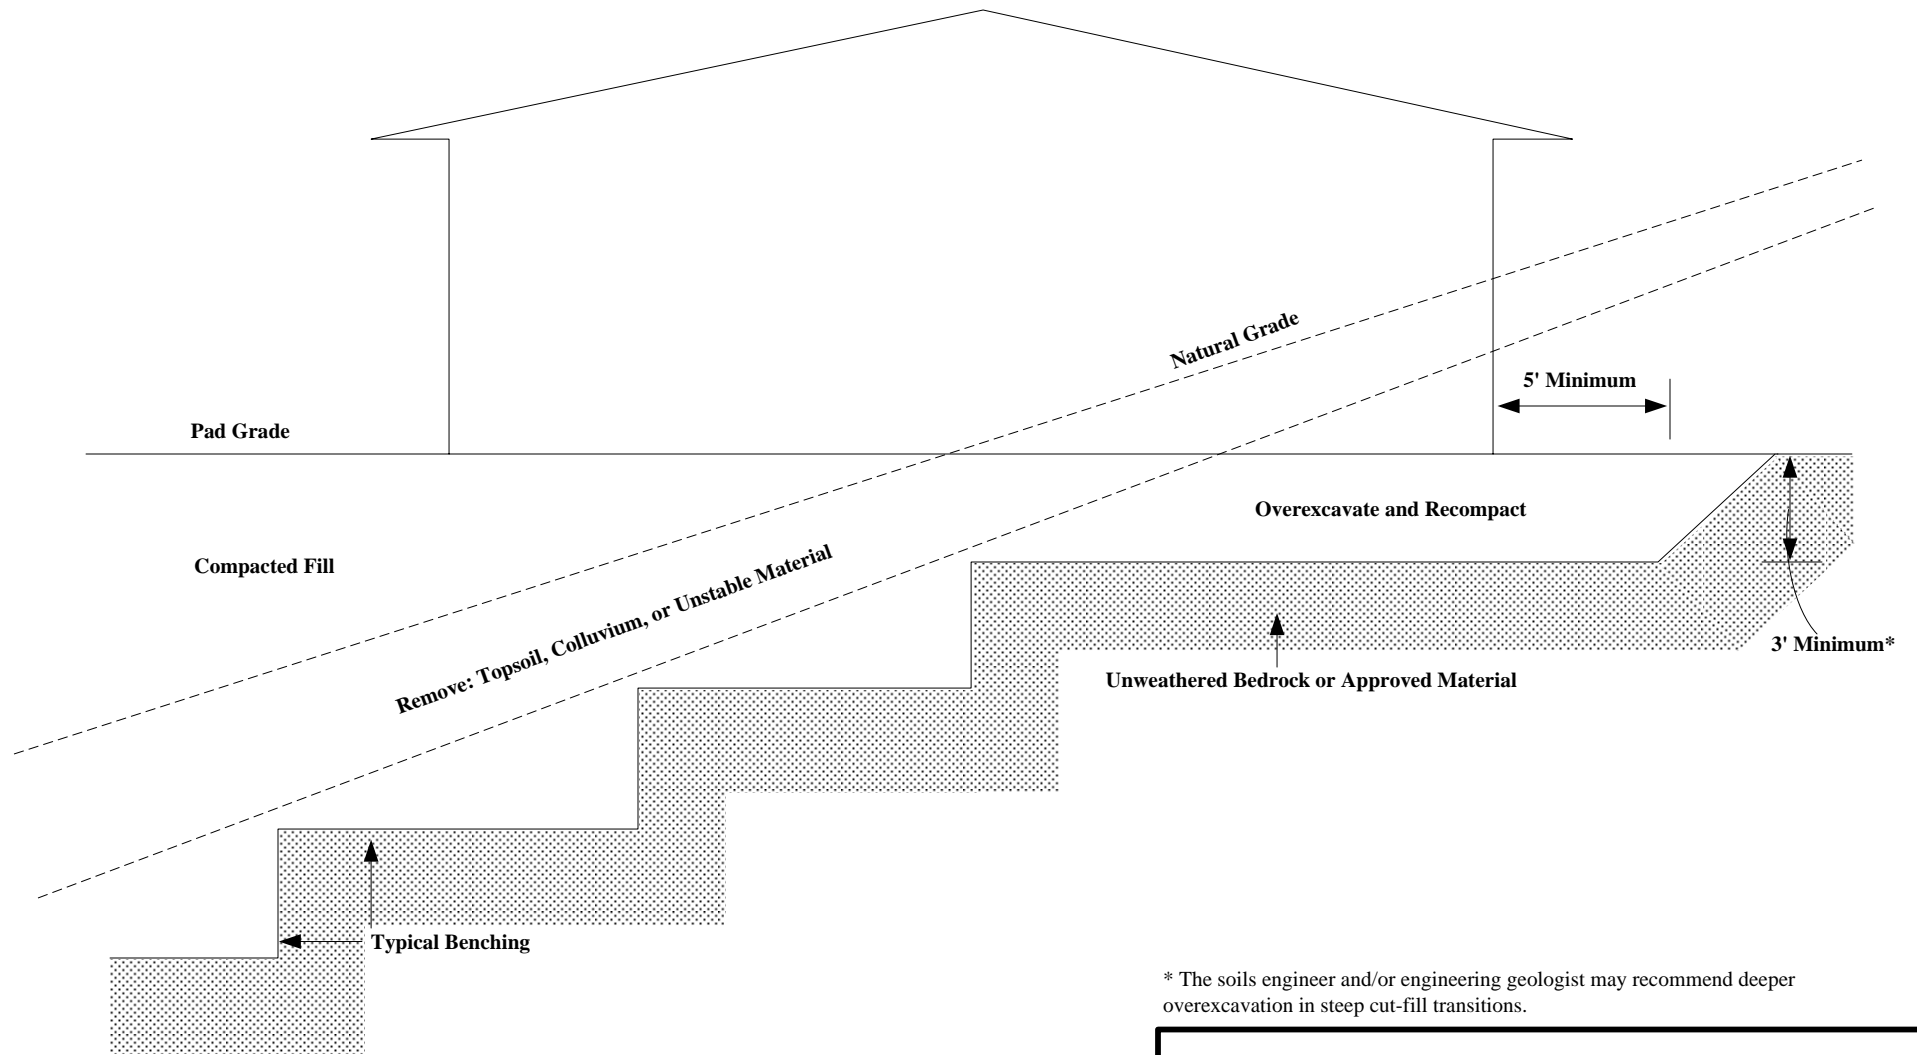 Natural Grade
5' Minimum
Pad Grade
Overexcavate and Recompact
Compacted Fill
Remove: Topsoil, Colluvium, or Unstable Material
3' Minimum*
Unweathered Bedrock or Approved Material
Typical Benching
* The soils engineer and/or engineering geologist may recommend deeper
overexcavation in steep cut-fill transitions.